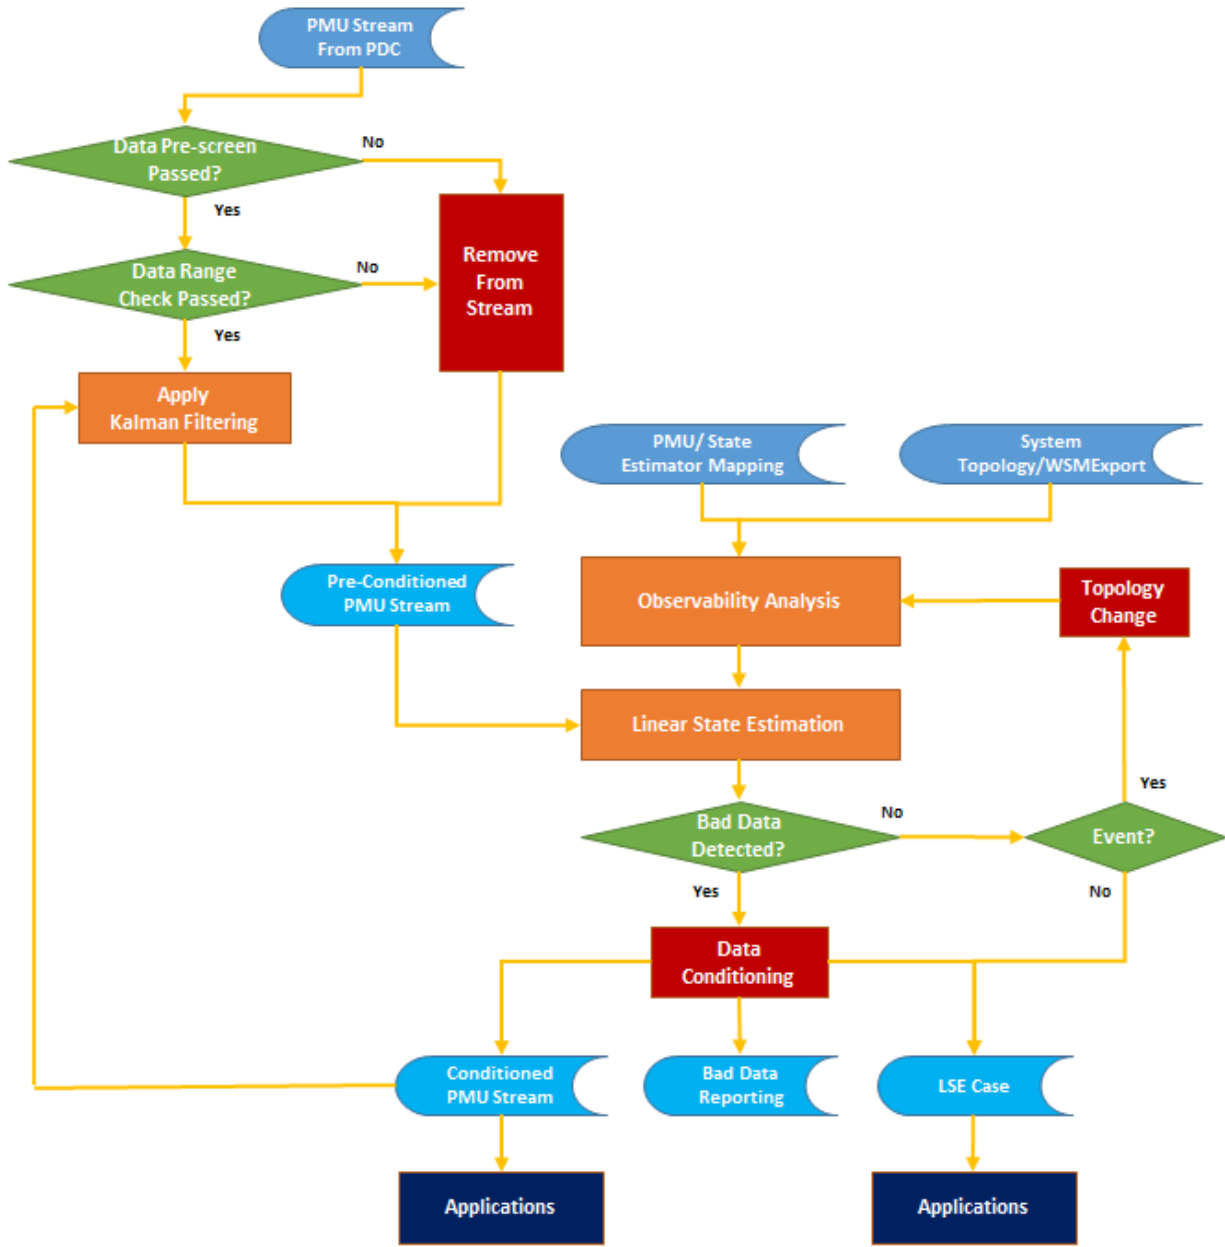 PMU Stream
From PDC
Data Pre-screen
Passed?
No
Yes
Remove
From
Stream
Data Range
Check Passed?
No
Yes
Apply
Kalman Filtering
PMU/ State
Estimator Mapping
System
Topology/WSMExport
Pre-Conditioned
PMU Stream
Observability Analysis
Topology
Change
Linear State Estimation
Yes
Bad Data
Detected?
No
Event?
Yes
No
Data
Conditioning
Conditioned
PMU Stream
Bad Data
Reporting
LSE Case
Applications
Applications